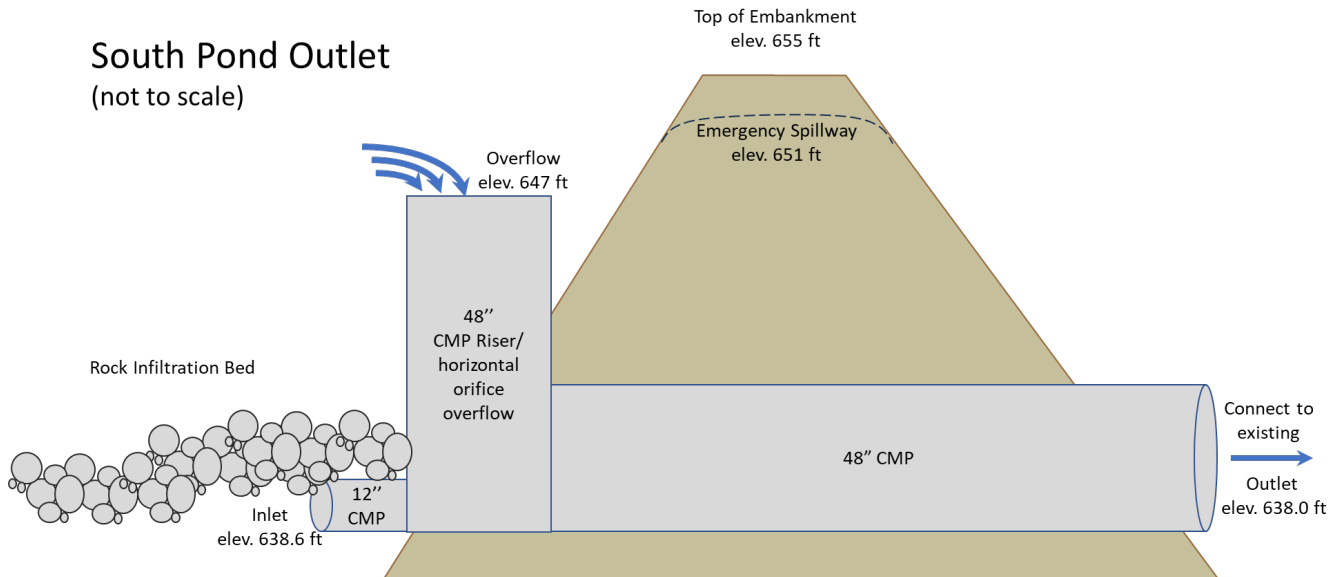 South Pond Outlet
(not to scale)
Top of Embankment
elev. 655 ft
Emergency Spillway
elev. 651 ft
Overflow
elev. 647 ft
48’’
CMP Riser/
horizontal
orifice
overflow
Rock Infiltration Bed
12’’
CMP
Inlet
elev. 638.6 ft
48” CMP
Connect to
existing
Outlet
elev. 638.0 ft